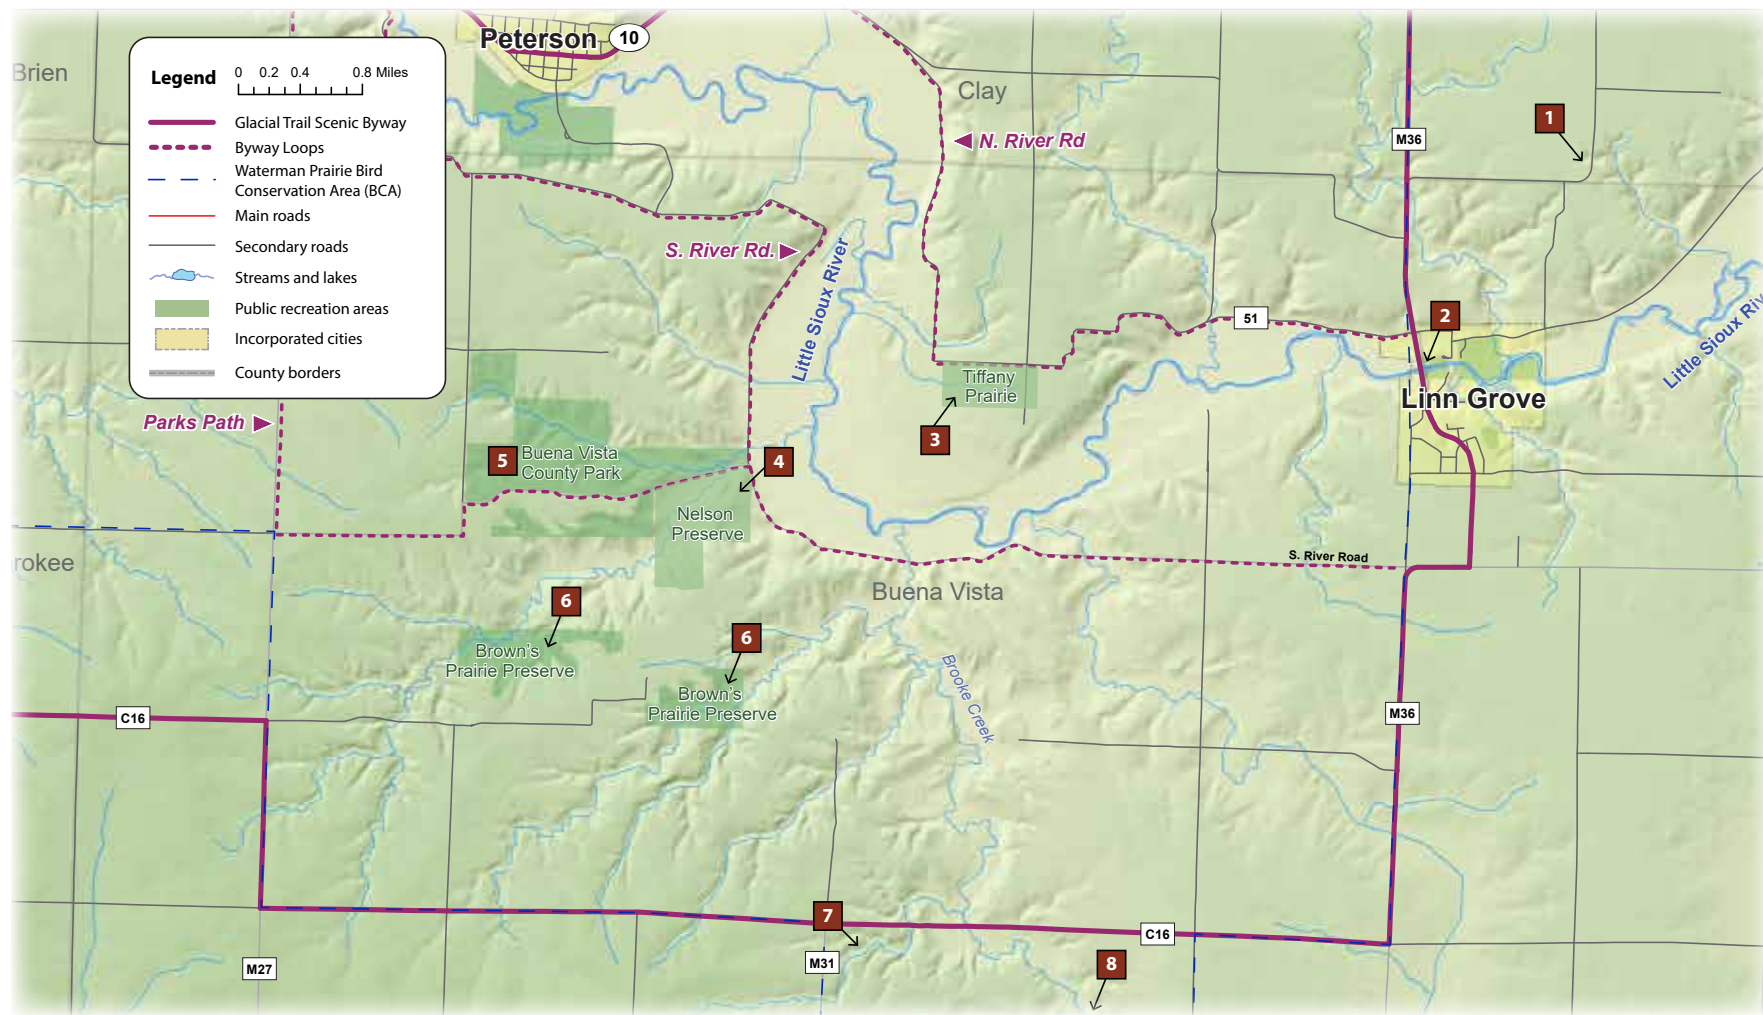 Peterson
10
Brien
Legend
0 0.2 0.4 0.8 Miles
Glacial Trail Scenic Byway
Byway Loops
Waterman Prairie Bird
Conservation Area (BCA)
Main roads
Secondary roads
Streams and lakes
Public recreation areas
Incorporated cities
County borders
Clay
N. River Rd
M36
1
S. River Rd.
Little Sioux River
51
2
Little Sioux Riv
Tiffany
Prairie
3
Linn Grove
Parks Path
5
Buena Vista
County Park
4
Nelson
Preserve
S. River Road
rokee
Buena Vista
6
Brown's
Prairie Preserve
6
Brown's
Prairie Preserve
Brooke Creek
C16
M36
7
C16
M27
M31
8